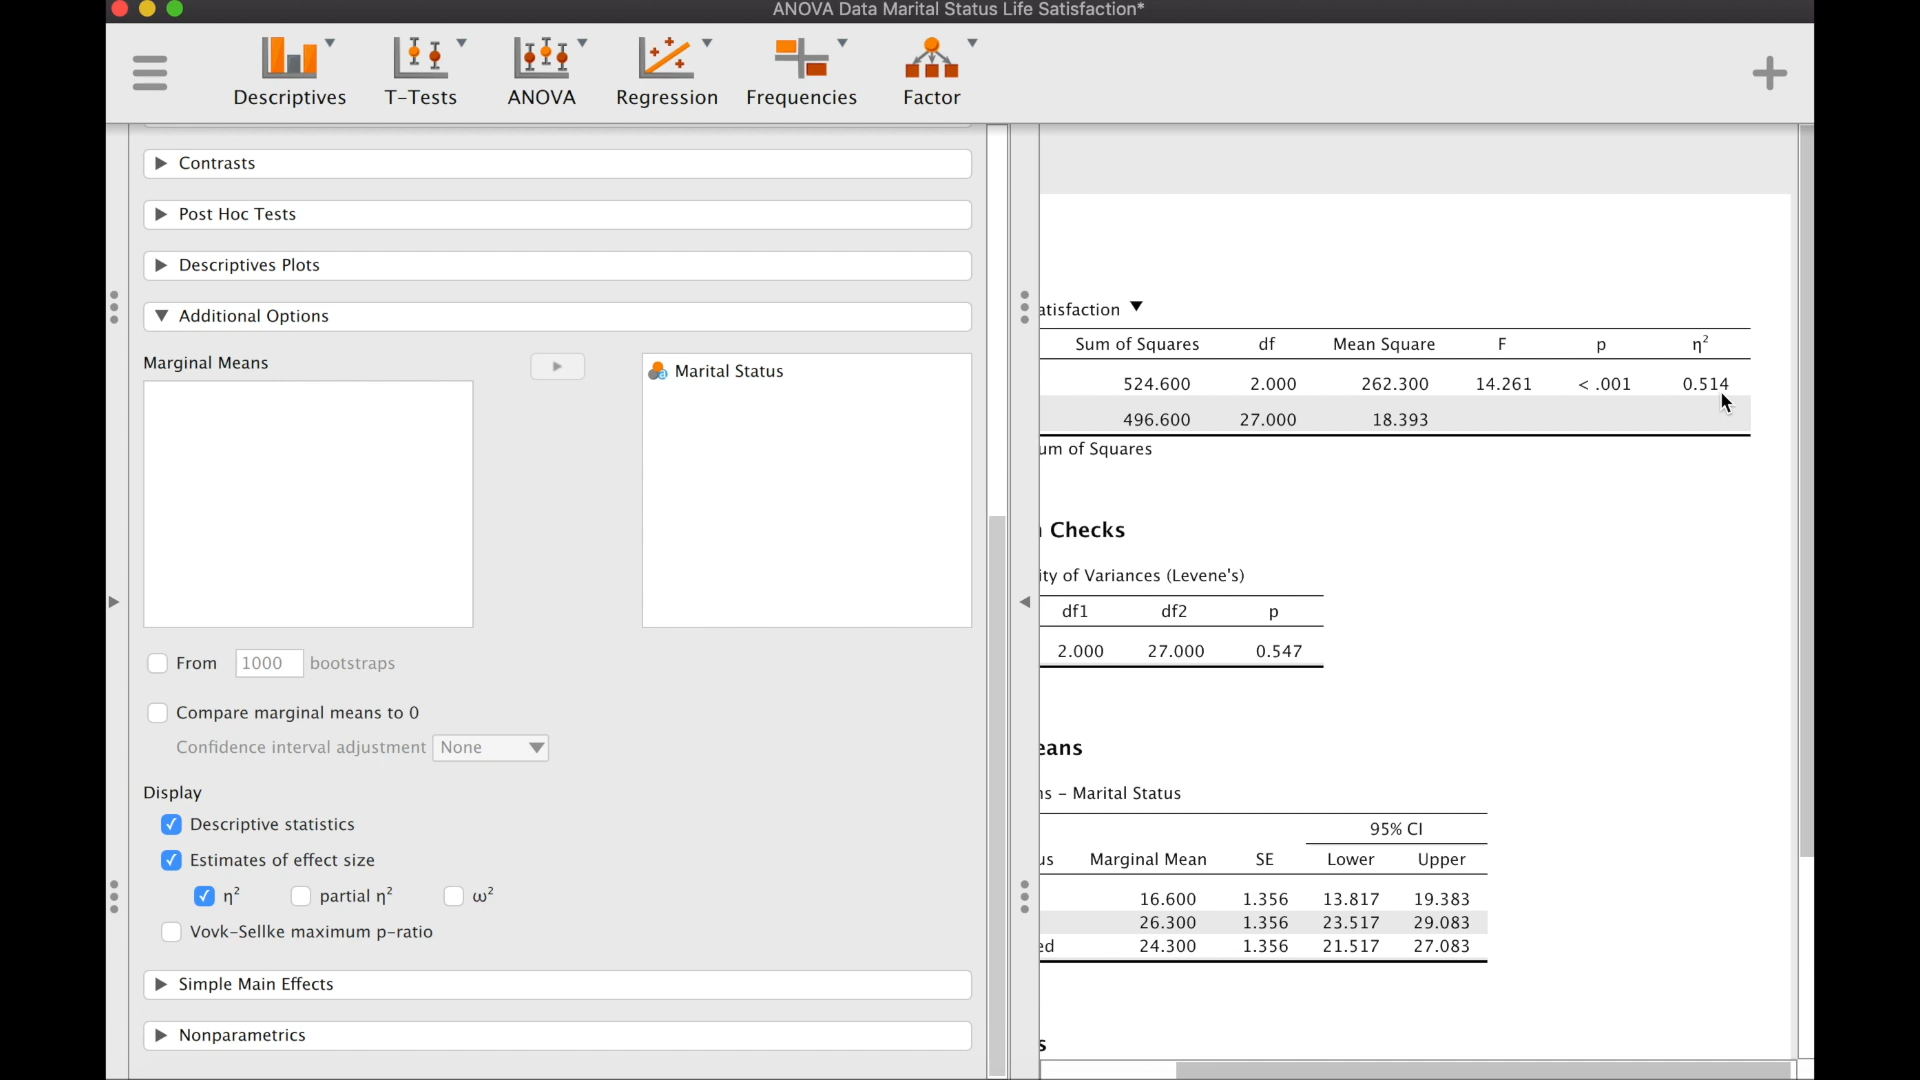 ANOVA Data Marital Status Life Satisfaction*
Descriptives T-Tests ANOVA Regression Frequencies Factor
Contrasts
Post Hoc Tests
Descriptives Plots
Additional Options
Marginal Means
Marital Status
From 1000 bootstraps
Compare marginal means to 0
Confidence interval adjustment None
Display
Descriptive statistics
Estimates of effect size
η² partial η² ω²
Vovk-Sellke maximum p-ratio
Simple Main Effects
Nonparametrics
atisfaction
Sum of Squares df Mean Square F p η²
524.600 2.000 262.300 14.261 < .001 0.514
496.600 27.000 18.393
um of Squares
Checks
ity of Variances (Levene's)
df1 df2 p
2.000 27.000 0.547
eans
ns – Marital Status
95% CI
us Marginal Mean SE Lower Upper
16.600 1.356 13.817 19.383
26.300 1.356 23.517 29.083
ed 24.300 1.356 21.517 27.083
s